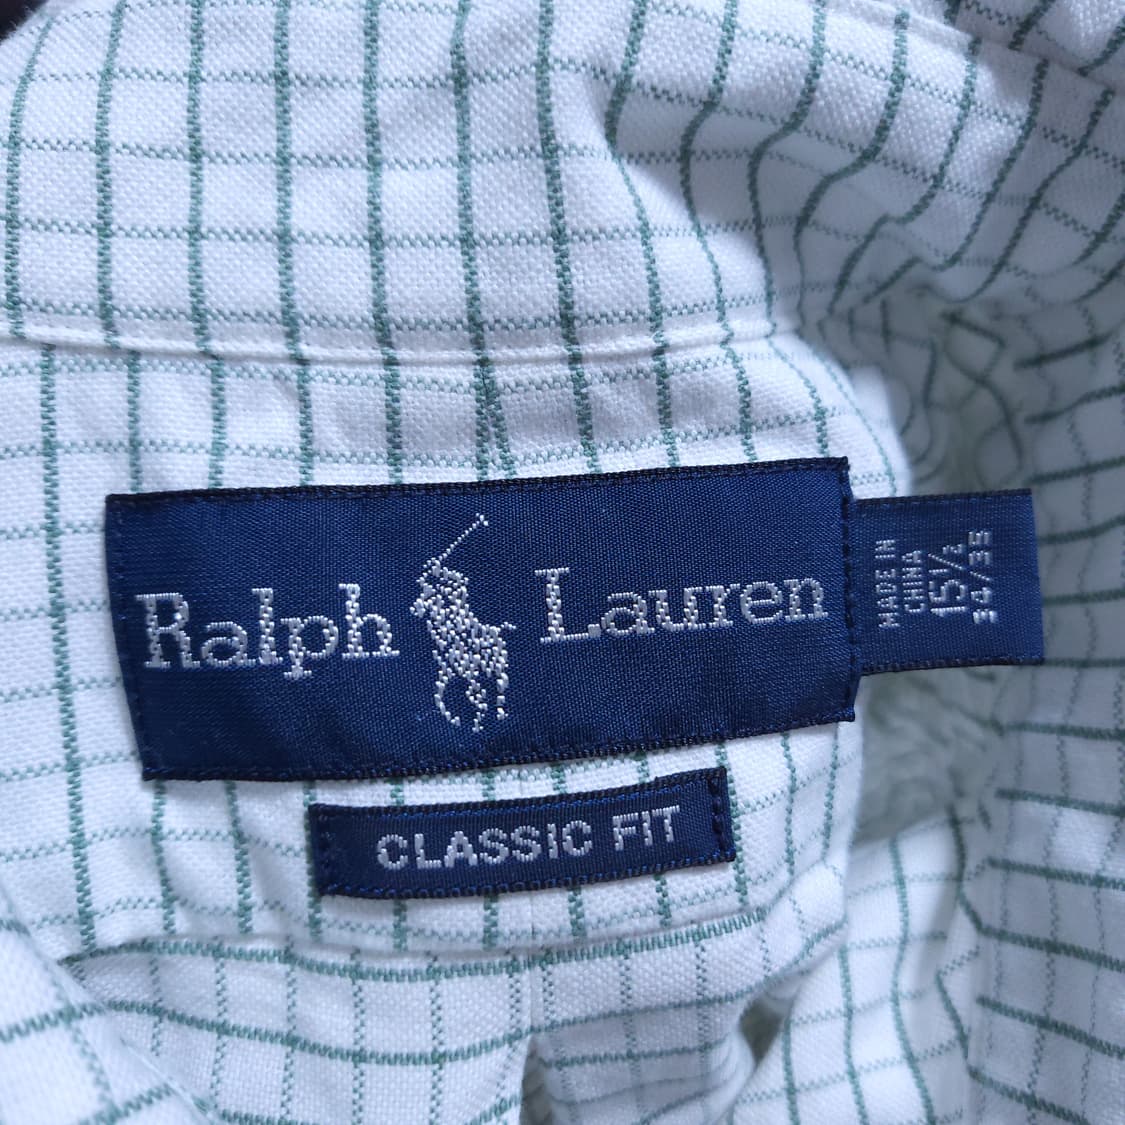 Ralph Lauren
CLASSIC FIT
MADE IN
CHINA
15½
34/35